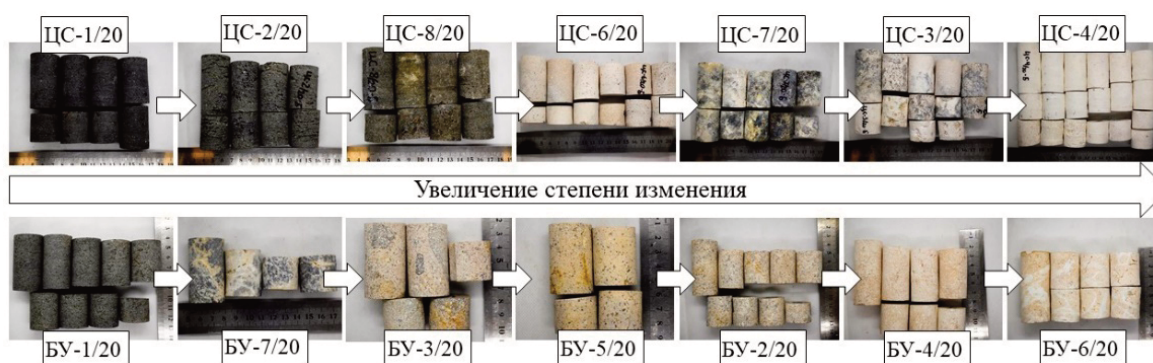 ЦС-1/20 ЦС-2/20 ЦС-8/20 ЦС-6/20 ЦС-7/20 ЦС-3/20 ЦС-4/20
Увеличение степени изменения
БУ-1/20 БУ-7/20 БУ-3/20 БУ-5/20 БУ-2/20 БУ-4/20 БУ-6/20